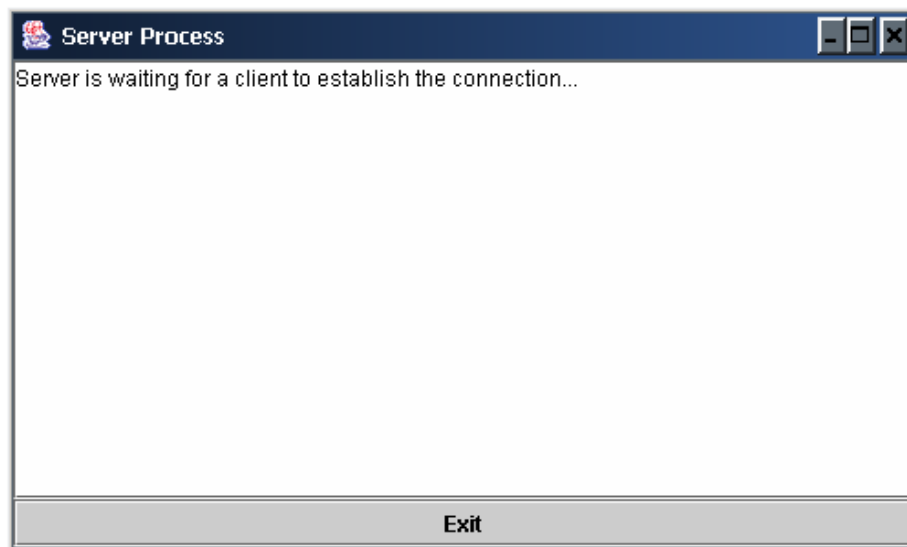 Server Process
Server is waiting for a client to establish the connection...
Exit